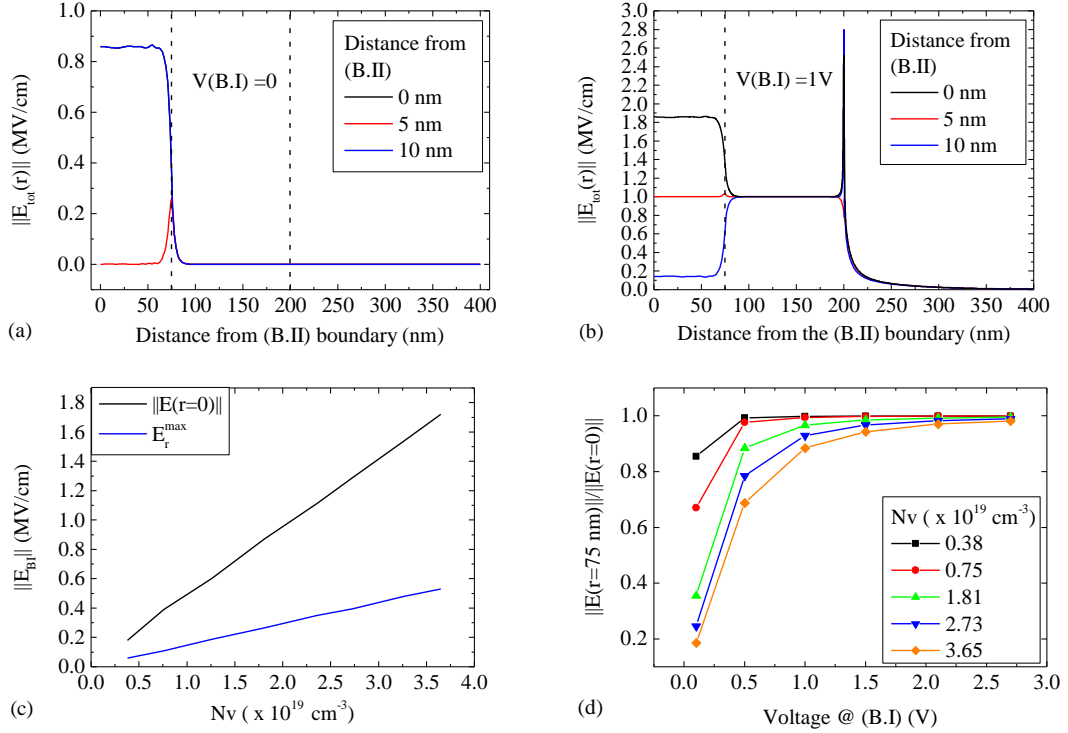 ||E_tot(r)|| (MV/cm)
1.0
0.8
0.6
0.4
0.2
0.0
V(B.I) =0
Distance from
(B.II)
0 nm
5 nm
10 nm
0 50 100 150 200 250 300 350 400
(a)
Distance from (B.II) boundary (nm)
||E_tot(r)|| (MV/cm)
3.0
2.8
2.6
2.4
2.2
2.0
1.8
1.6
1.4
1.2
1.0
0.8
0.6
0.4
0.2
0.0
V(B.I) =1V
Distance from
(B.II)
0 nm
5 nm
10 nm
0 50 100 150 200 250 300 350 400
(b)
Distance from the (B.II) boundary (nm)
||E_BI|| (MV/cm)
1.8
1.6
1.4
1.2
1.0
0.8
0.6
0.4
0.2
0.0
||E(r=0)||
E_r^max
0.0 0.5 1.0 1.5 2.0 2.5 3.0 3.5 4.0
(c)
Nv ( x 10^19 cm^-3)
||E(r=75 nm)||/||E(r=0)||
1.0
0.8
0.6
0.4
0.2
Nv ( x 10^19 cm^-3)
0.38
0.75
1.81
2.73
3.65
0.0 0.5 1.0 1.5 2.0 2.5 3.0
(d)
Voltage @ (B.I) (V)